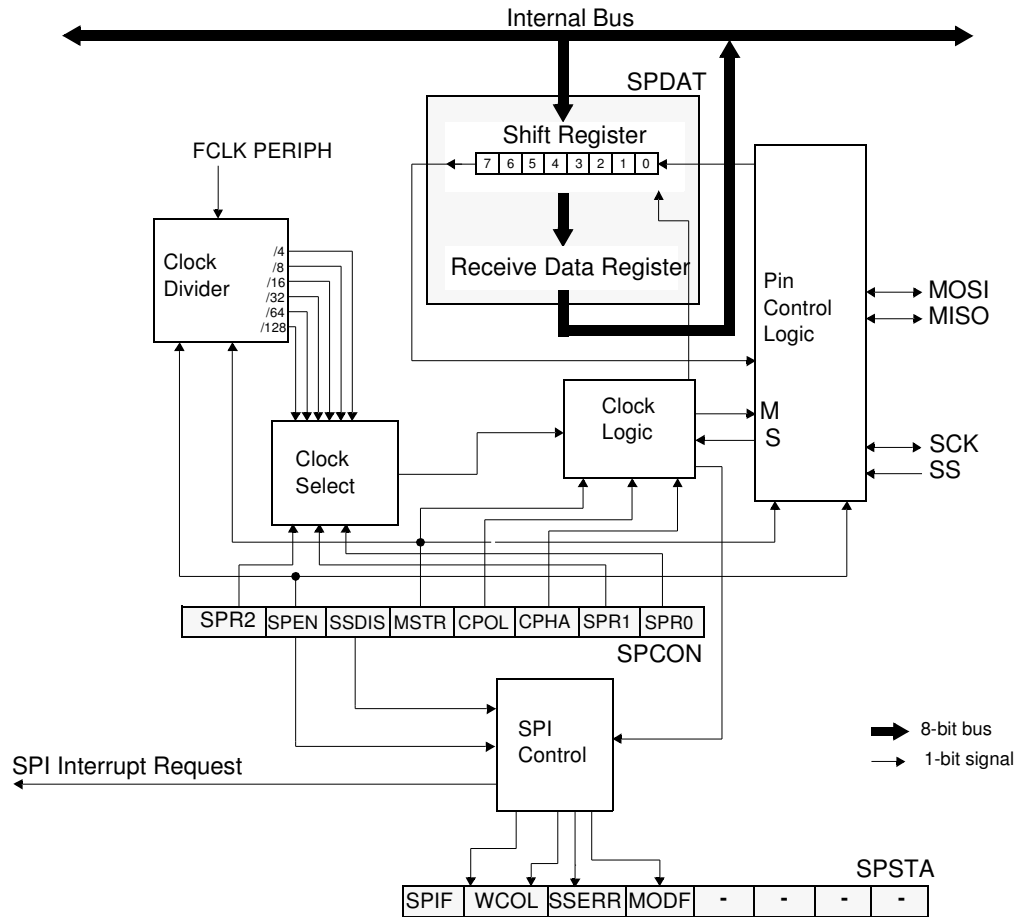 Internal Bus
SPDAT
Shift Register
7 6 5 4 3 2 1 0
FCLK PERIPH
Clock
Divider
/4
/8
/16
/32
/64
/128
Receive Data Register
Pin
Control
Logic
MOSI
MISO
Clock
Logic
M
S
SCK
SS
Clock
Select
SPR2 SPEN SSDIS MSTR CPOL CPHA SPR1 SPR0
SPCON
SPI
Control
8-bit bus
1-bit signal
SPI Interrupt Request
SPSTA
SPIF WCOL SSERR MODF - - - -